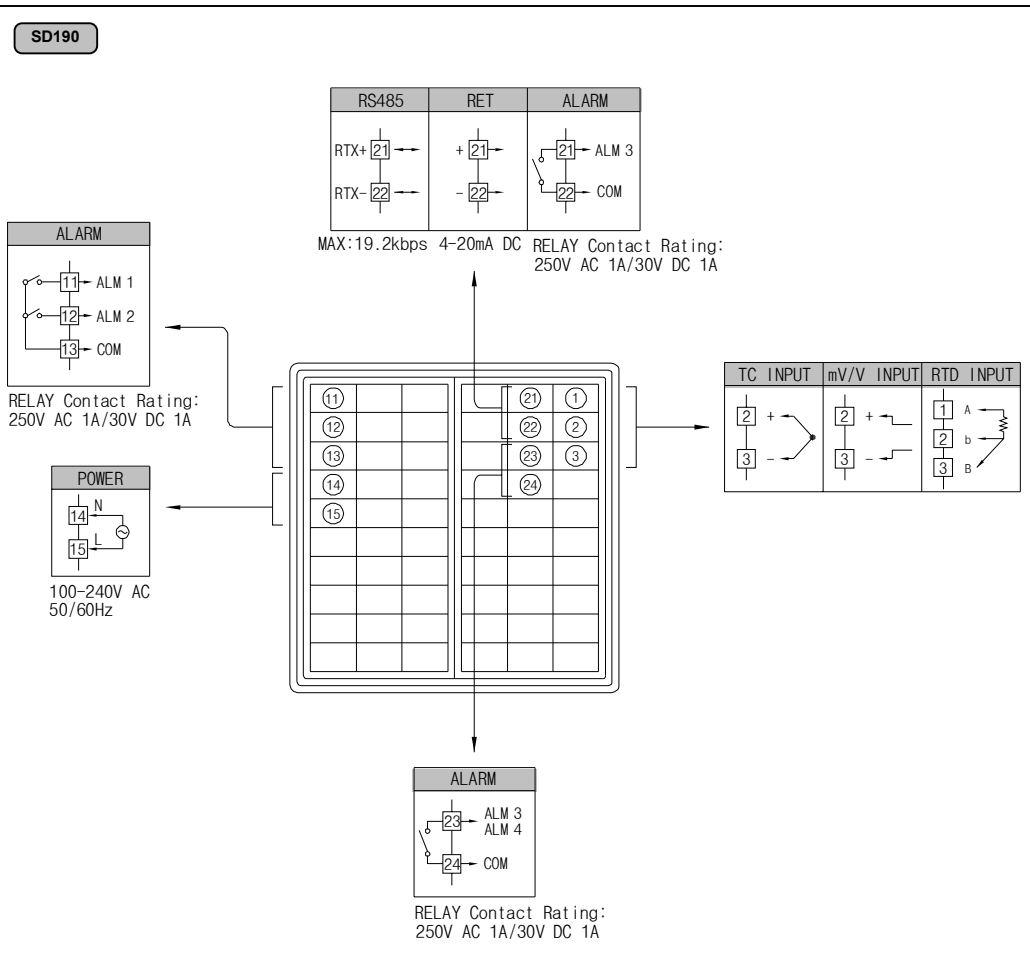 SD190
RS485 RET ALARM
RTX+ 21 + 21 21 ALM 3
RTX- 22 - 22 22 COM
MAX:19.2kbps 4-20mA DC RELAY Contact Rating:
250V AC 1A/30V DC 1A
ALARM
11 ALM 1
12 ALM 2
13 COM
RELAY Contact Rating:
250V AC 1A/30V DC 1A
POWER
14 N
15 L
100-240V AC
50/60Hz
11 21 1
12 22 2
13 23 3
14 24
15
TC INPUT mV/V INPUT RTD INPUT
2 + 2 + 1 A
2 b
3 - 3 - 3 B
ALARM
23 ALM 3
ALM 4
24 COM
RELAY Contact Rating:
250V AC 1A/30V DC 1A